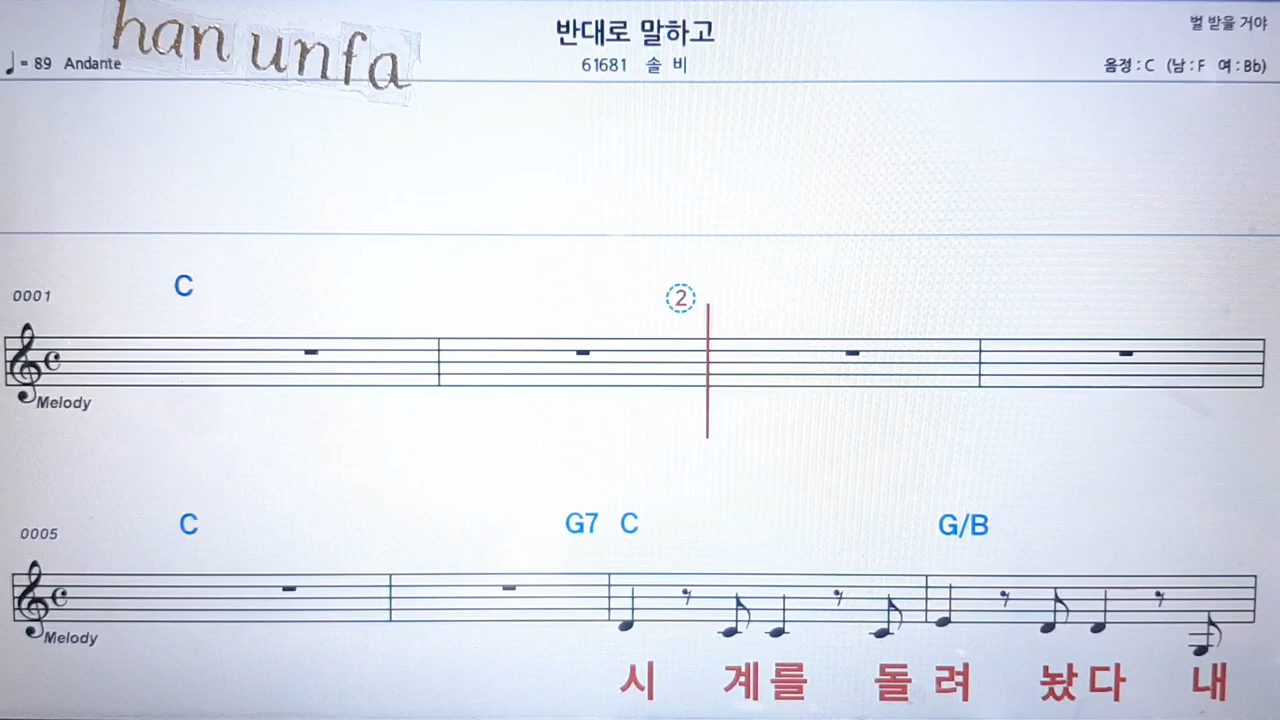 han unfa
반대로 말하고
벌 받을 거야
♩= 89 Andante
61681 솔 비
음정 : C (남 : F 여 : Bb)
C
②
0001
Melody
C G7 C G/B
0005
Melody
시 계를 돌 려 놨다 내